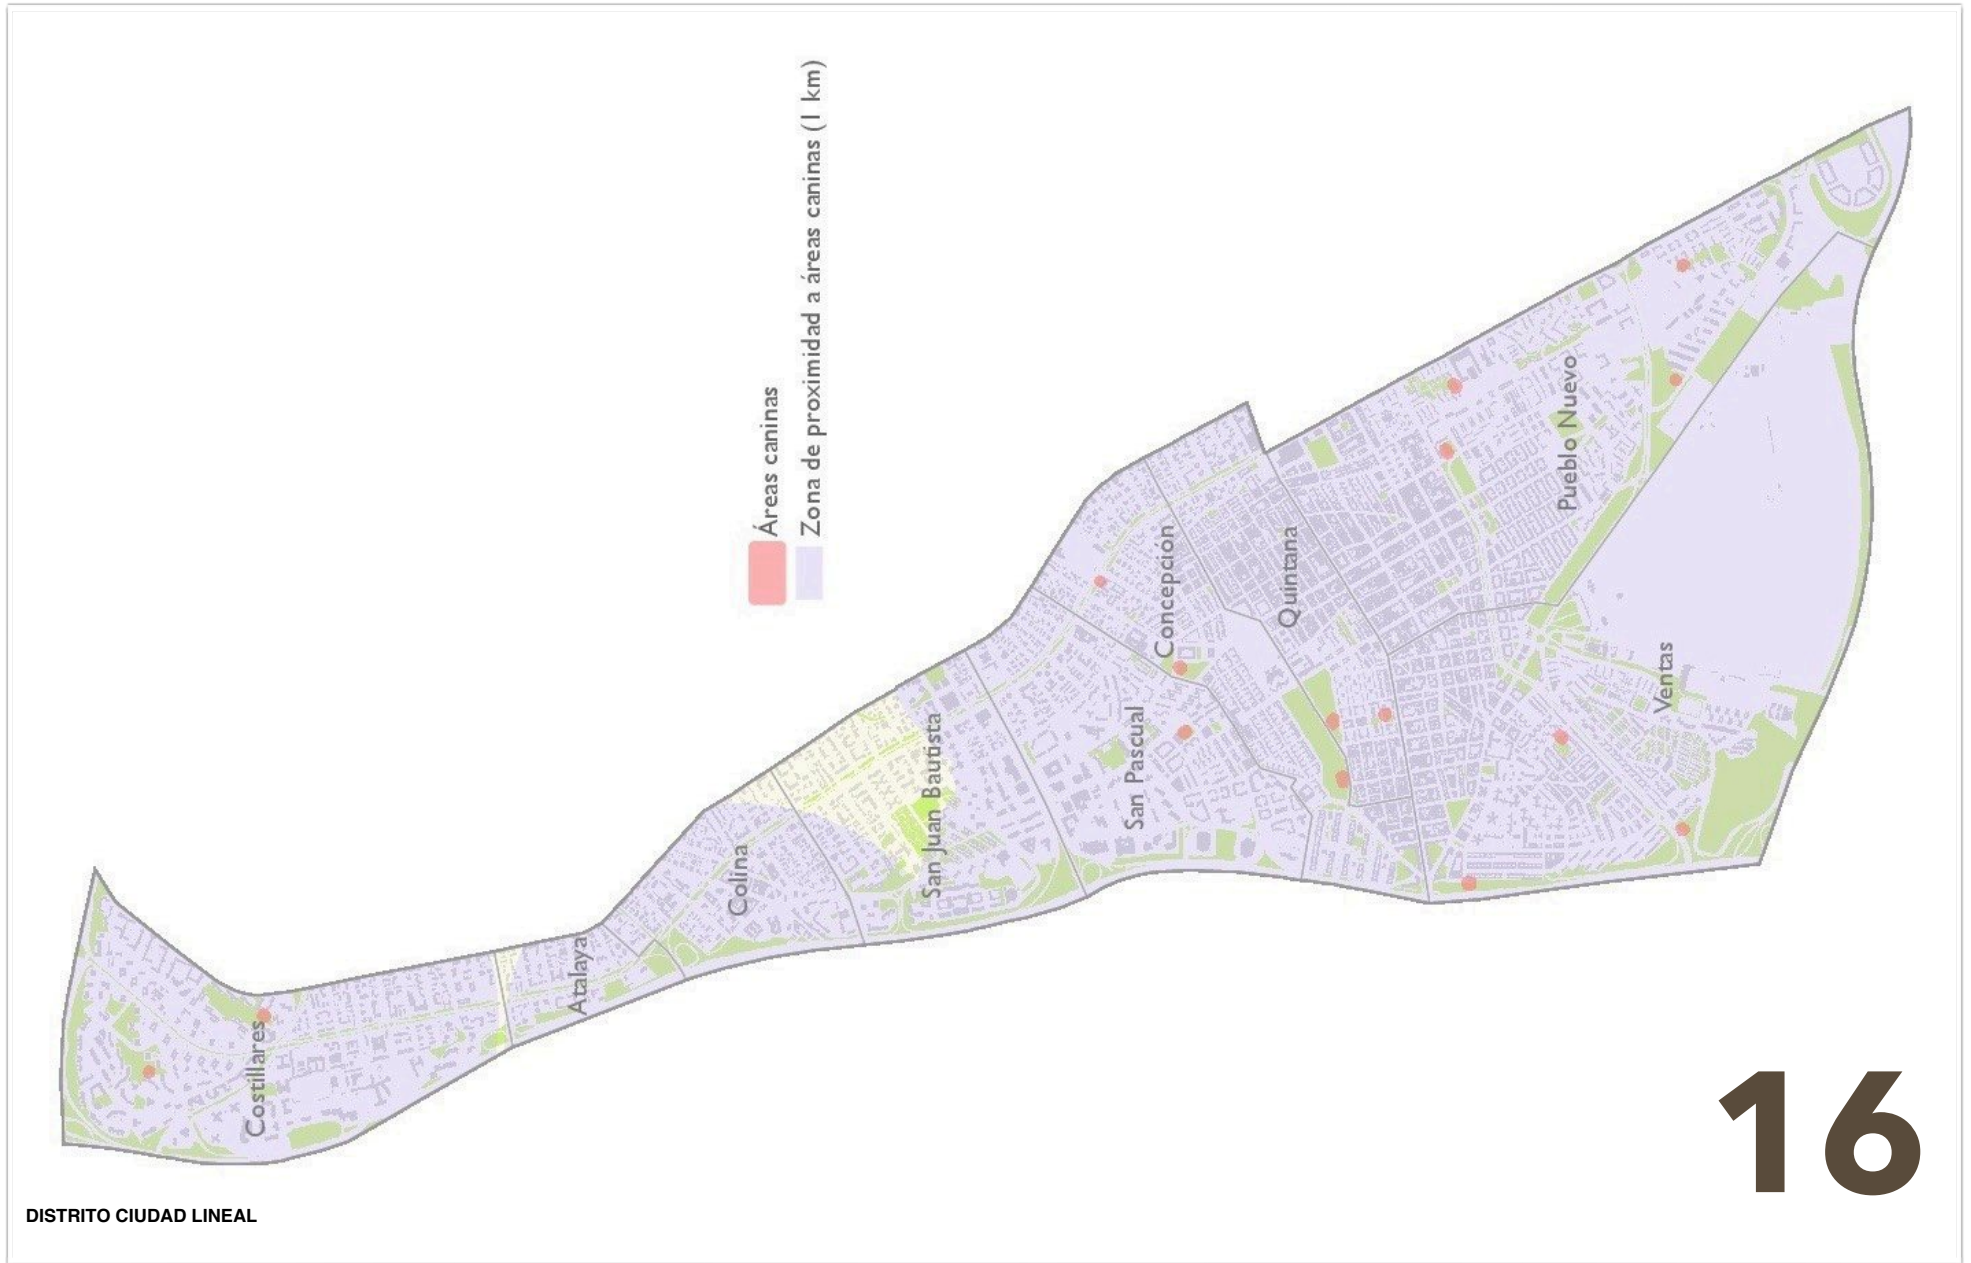 Áreas caninas
Zona de proximidad a áreas caninas (1 km)
Costillares
Atalaya
Colina
San Juan Bautista
San Pascual
Concepción
Quintana
Pueblo Nuevo
Ventas
16
DISTRITO CIUDAD LINEAL